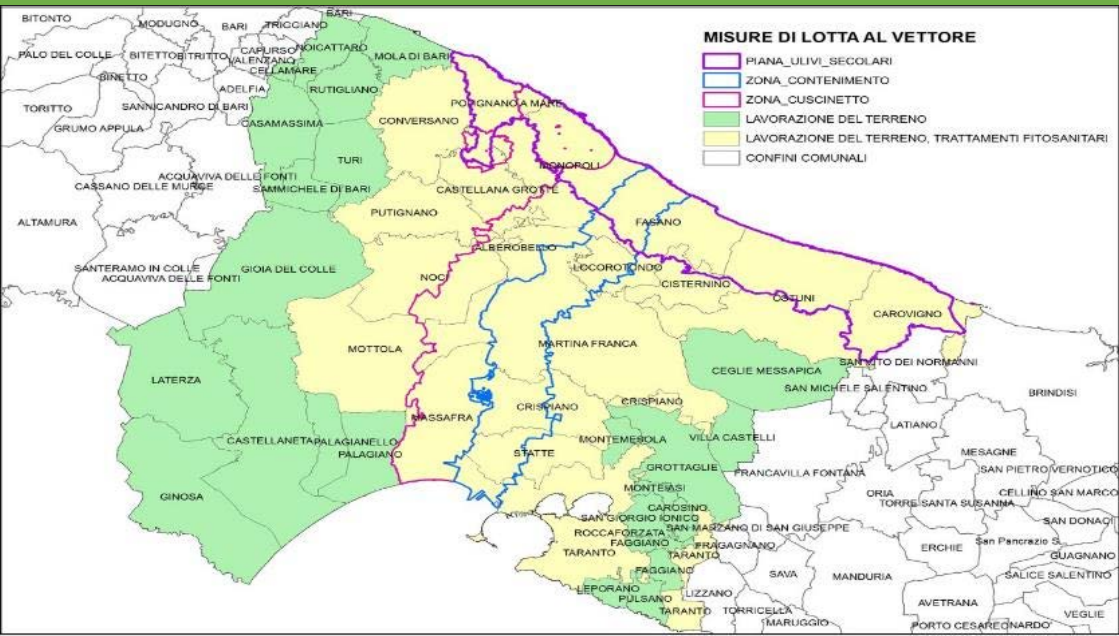 MISURE DI LOTTA AL VETTORE
PIANA_ULIVI_SECOLARI
ZONA_CONTENIMENTO
ZONA_CUSCINETTO
LAVORAZIONE DEL TERRENO
LAVORAZIONE DEL TERRENO, TRATTAMENTI FITOSANITARI
CONFINI COMUNALI
BITONTO
MODUGNO
BARI
TRIGGIANO
BARI
PALO DEL COLLE
BITETTO
BITRITTO
CAPURSO
NOICATTARO
VALENZANO
CELLAMARE
MOLA DI BARI
BINETTO
ADELFIA
RUTIGLIANO
TORITTO
SANNICANDRO DI BARI
GRUMO APPULA
CASAMASSIMA
CONVERSANO
POLIGNANO A MARE
TURI
MONOPOLI
ACQUAVIVA DELLE FONTI
CASSANO DELLE MURGE
SAMMICHELE DI BARI
CASTELLANA GROTTE
ALTAMURA
PUTIGNANO
FASANO
ALBEROBELLO
SANTERAMO IN COLLE
ACQUAVIVA DELLE FONTI
GIOIA DEL COLLE
NOCI
LOCOROTONDO
CISTERNINO
OSTUNI
CAROVIGNO
MOTTOLA
MARTINA FRANCA
LATERZA
CEGLIE MESSAPICA
SAN VITO DEI NORMANNI
SAN MICHELE SALENTINO
BRINDISI
MASSAFRA
CRISPIANO
CRISPIANO
LATIANO
CASTELLANETA
PALAGIANELLO
PALAGIANO
STATTE
MONTEMESOLA
VILLA CASTELLI
MESAGNE
GROTTAGLIE
FRANCAVILLA FONTANA
SAN PIETRO VERNOTICO
GINOSA
MONTEIASI
ORIA
CELLINO SAN MARCO
CAROSINO
TORRE SANTA SUSANNA
SAN GIORGIO IONICO
SAN MARZANO DI SAN GIUSEPPE
SAN DONACI
ROCCAFORZATA
FAGGIANO
FRAGAGNANO
ERCHIE
San Pancrazio S.
TARANTO
TARANTO
GUAGNANO
FAGGIANO
SAVA
MANDURIA
SALICE SALENTINO
LEPORANO
PULSANO
LIZZANO
AVETRANA
TARANTO
TORRICELLA
VEGLIE
MARUGGIO
PORTO CESAREO
NARDO'